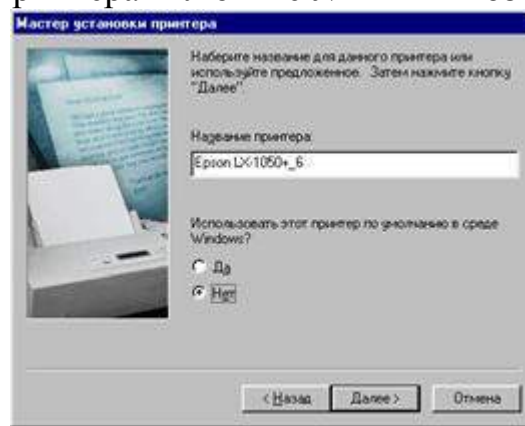 Мастер установки принтера
Наберите название для данного принтера или
используйте предложенное. Затем нажмите кнопку
"Далее".
Название принтера:
Epson LX-1050+_6
Использовать этот принтер по умолчанию в среде
Windows?
Да
Нет
< Назад
Далее >
Отмена